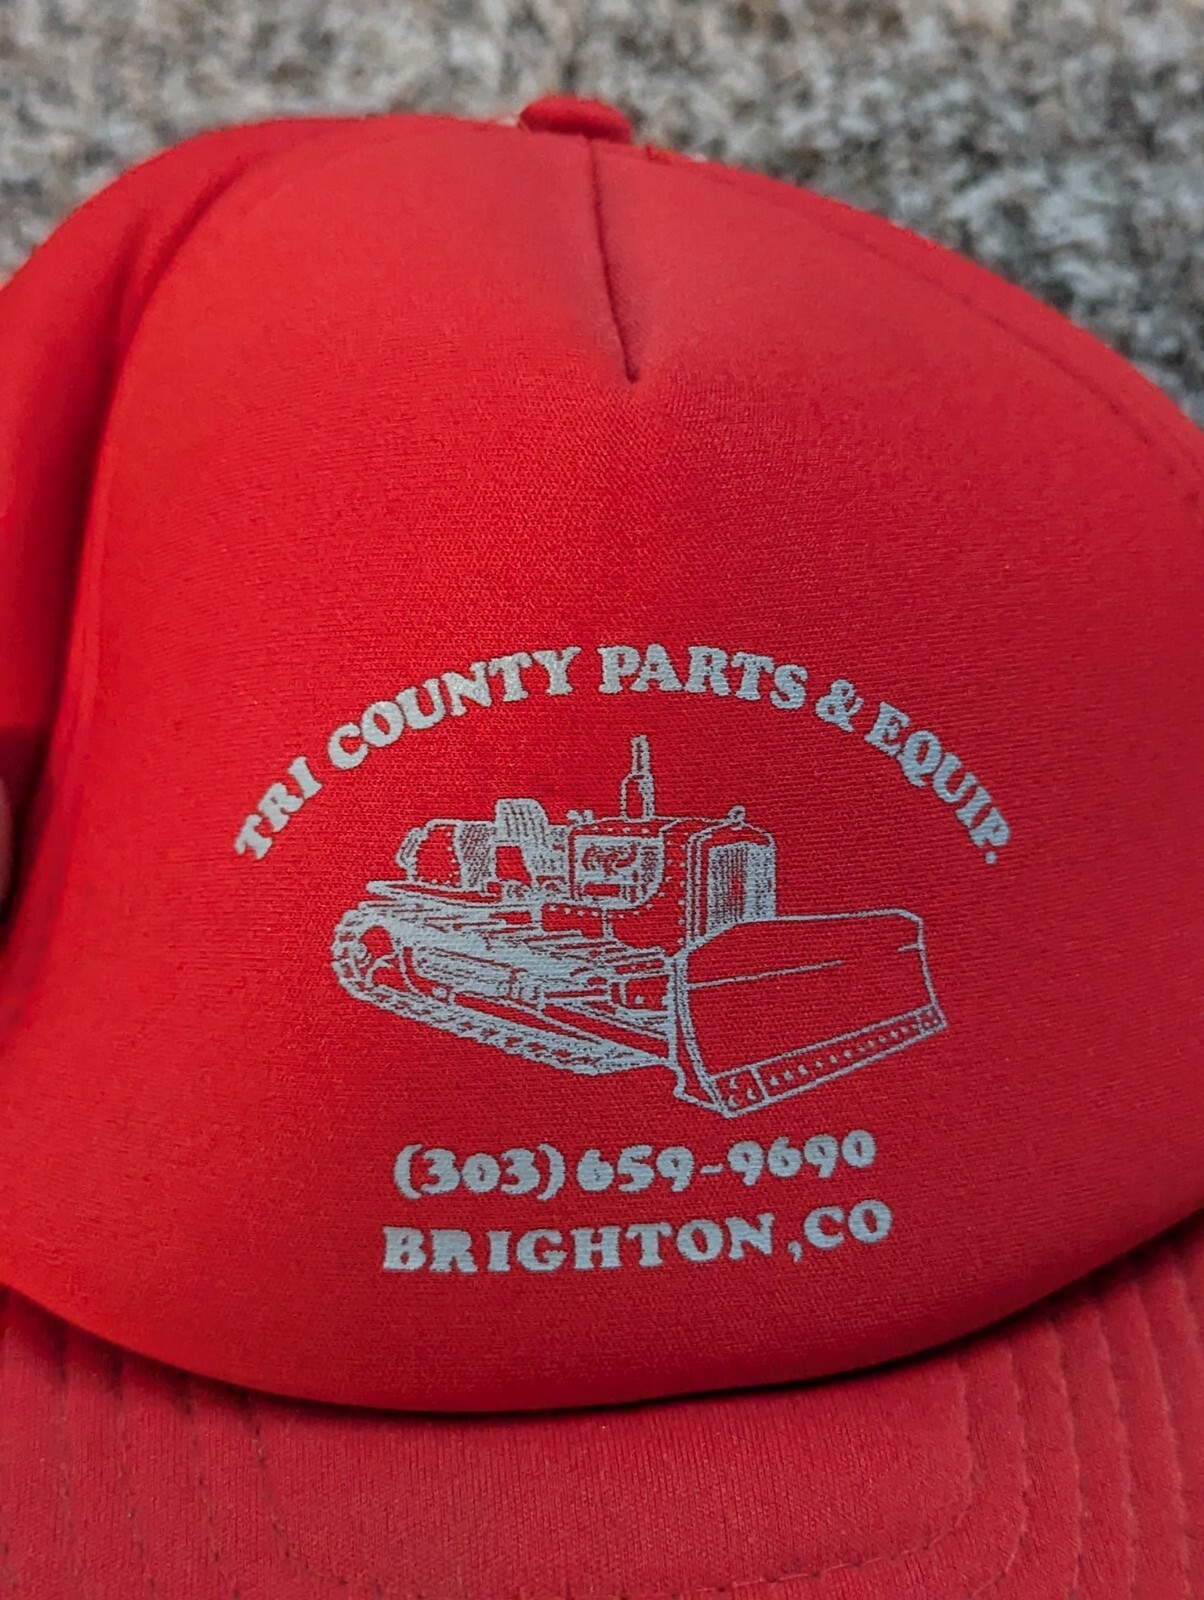 TRI COUNTY PARTS & EQUIP.
(303) 659-9690
BRIGHTON, CO